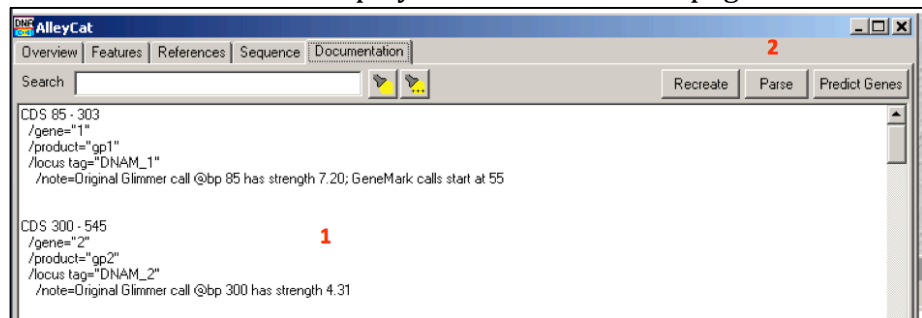 AlleyCat
Overview Features References Sequence Documentation
2
Search
Recreate Parse Predict Genes
CDS 85 - 303
/gene="1"
/product="gp1"
/locus tag="DNAM_1"
/note=Original Glimmer call @bp 85 has strength 7.20; GeneMark calls start at 55
CDS 300 - 545
1
/gene="2"
/product="gp2"
/locus tag="DNAM_2"
/note=Original Glimmer call @bp 300 has strength 4.31